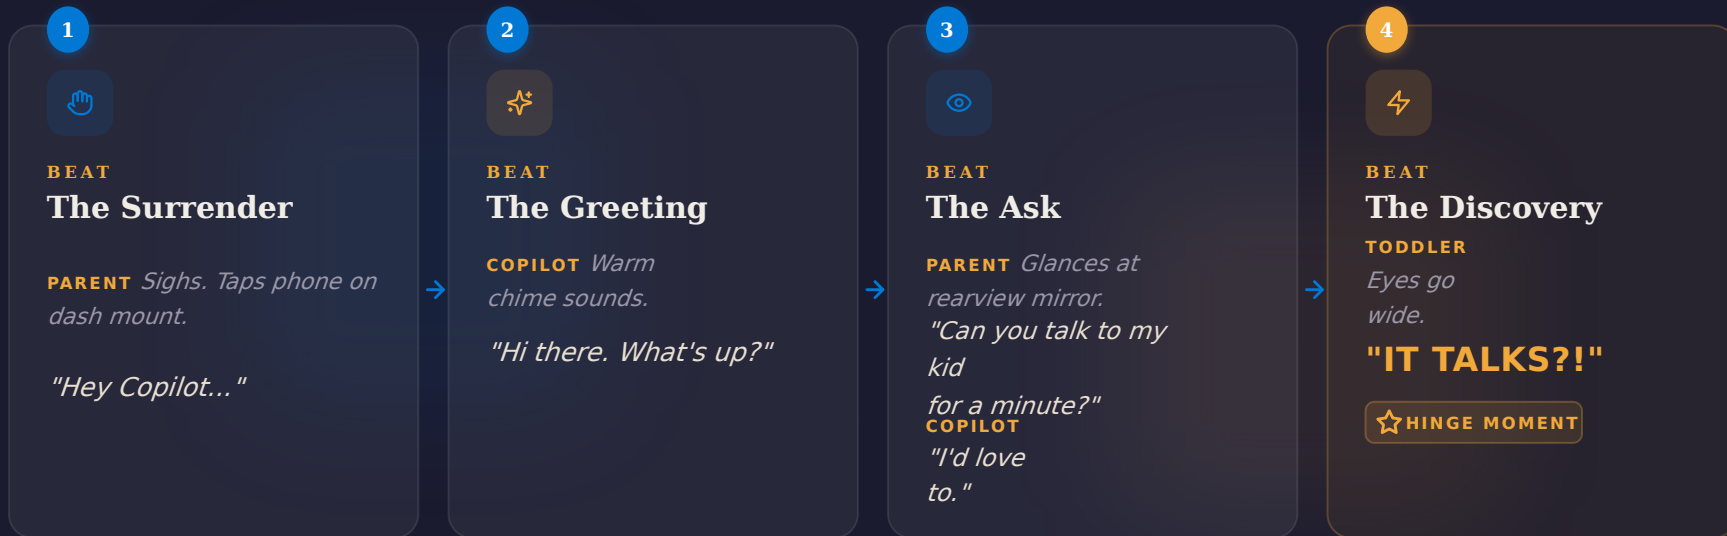 1
BEAT
The Surrender
PARENT Sighs. Taps phone on
dash mount.
"Hey Copilot..."
2
BEAT
The Greeting
COPILOT Warm
chime sounds.
"Hi there. What's up?"
3
BEAT
The Ask
PARENT Glances at
rearview mirror.
"Can you talk to my
kid
for a minute?"
COPILOT
"I'd love
to."
4
BEAT
The Discovery
TODDLER
Eyes go
wide.
"IT TALKS?!"
HINGE MOMENT